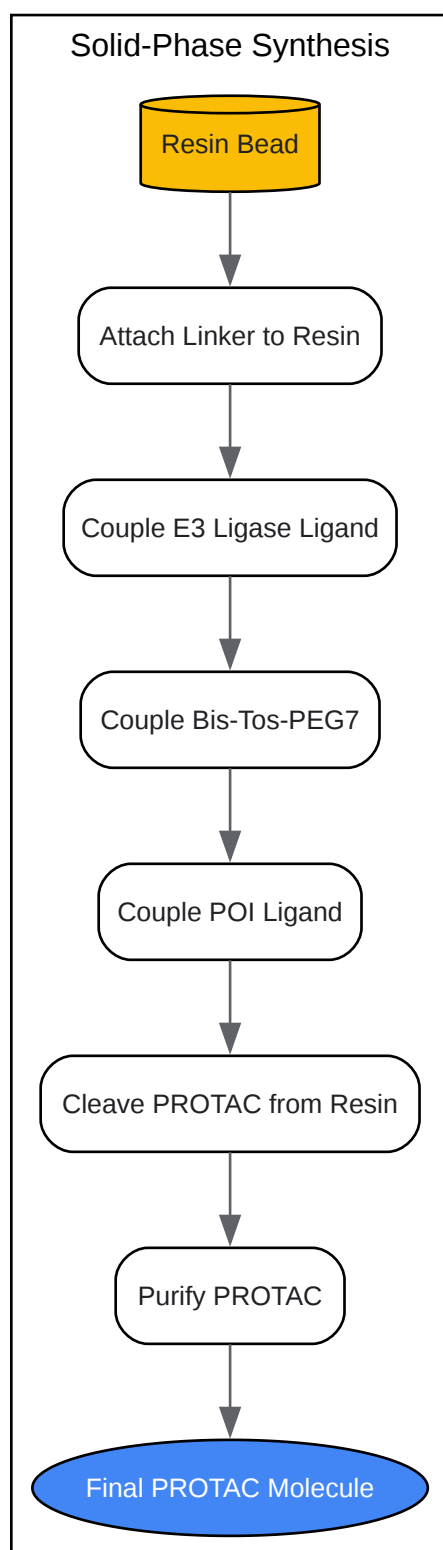 Solid-Phase Synthesis
Resin Bead
Attach Linker to Resin
Couple E3 Ligase Ligand
Couple Bis-Tos-PEG7
Couple POI Ligand
Cleave PROTAC from Resin
Purify PROTAC
Final PROTAC Molecule